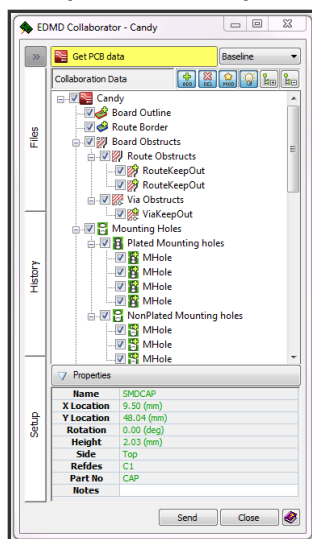 EDMD Collaborator - Candy
Get PCB data
Baseline
Collaboration Data
ADD
DEL
MOD
Candy
Board Outline
Route Border
Board Obstructs
Route Obstructs
RouteKeepOut
RouteKeepOut
Via Obstructs
ViaKeepOut
Mounting Holes
Plated Mounting holes
MHole
MHole
MHole
NonPlated Mounting holes
MHole
MHole
MHole
Files
History
Setup
Properties
Name SMDCAP
X Location 9.50 (mm)
Y Location 48.04 (mm)
Rotation 0.00 (deg)
Height 2.03 (mm)
Side Top
Refdes C1
Part No CAP
Notes
Send Close